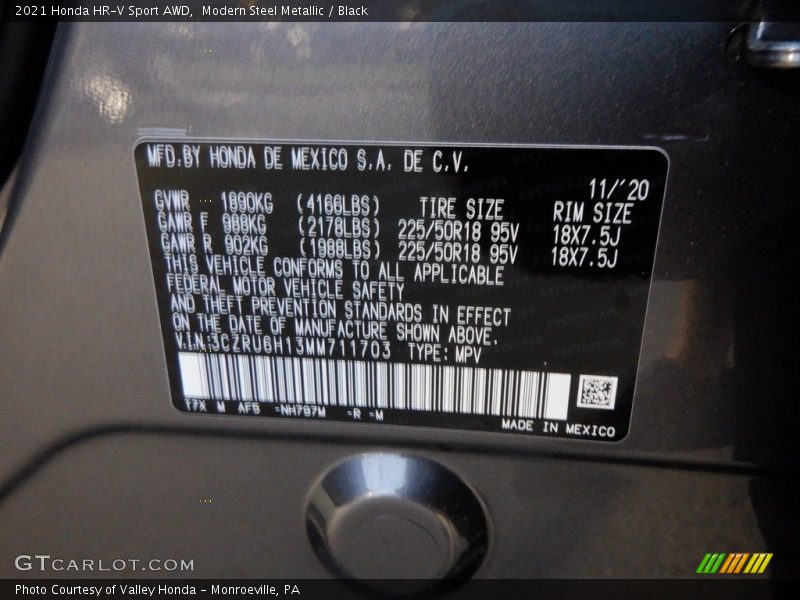 2021 Honda HR-V Sport AWD,  Modern Steel Metallic / Black
MFD.BY HONDA DE MEXICO S.A. DE C.V.
11/'20
GVWR 1890KG (4166LBS) TIRE SIZE RIM SIZE
GAWR F 988KG (2178LBS) 225/50R18 95V 18X7.5J
GAWR R 902KG (1988LBS) 225/50R18 95V 18X7.5J
THIS VEHICLE CONFORMS TO ALL APPLICABLE
FEDERAL MOTOR VEHICLE SAFETY
AND THEFT PREVENTION STANDARDS IN EFFECT
ON THE DATE OF MANUFACTURE SHOWN ABOVE.
V.I.N:3CZRU6H13MM711703 TYPE: MPV
T7X M AF5 -NH797M -R -M
MADE IN MEXICO
GTCARLOT.COM
Photo Courtesy of Valley Honda - Monroeville, PA